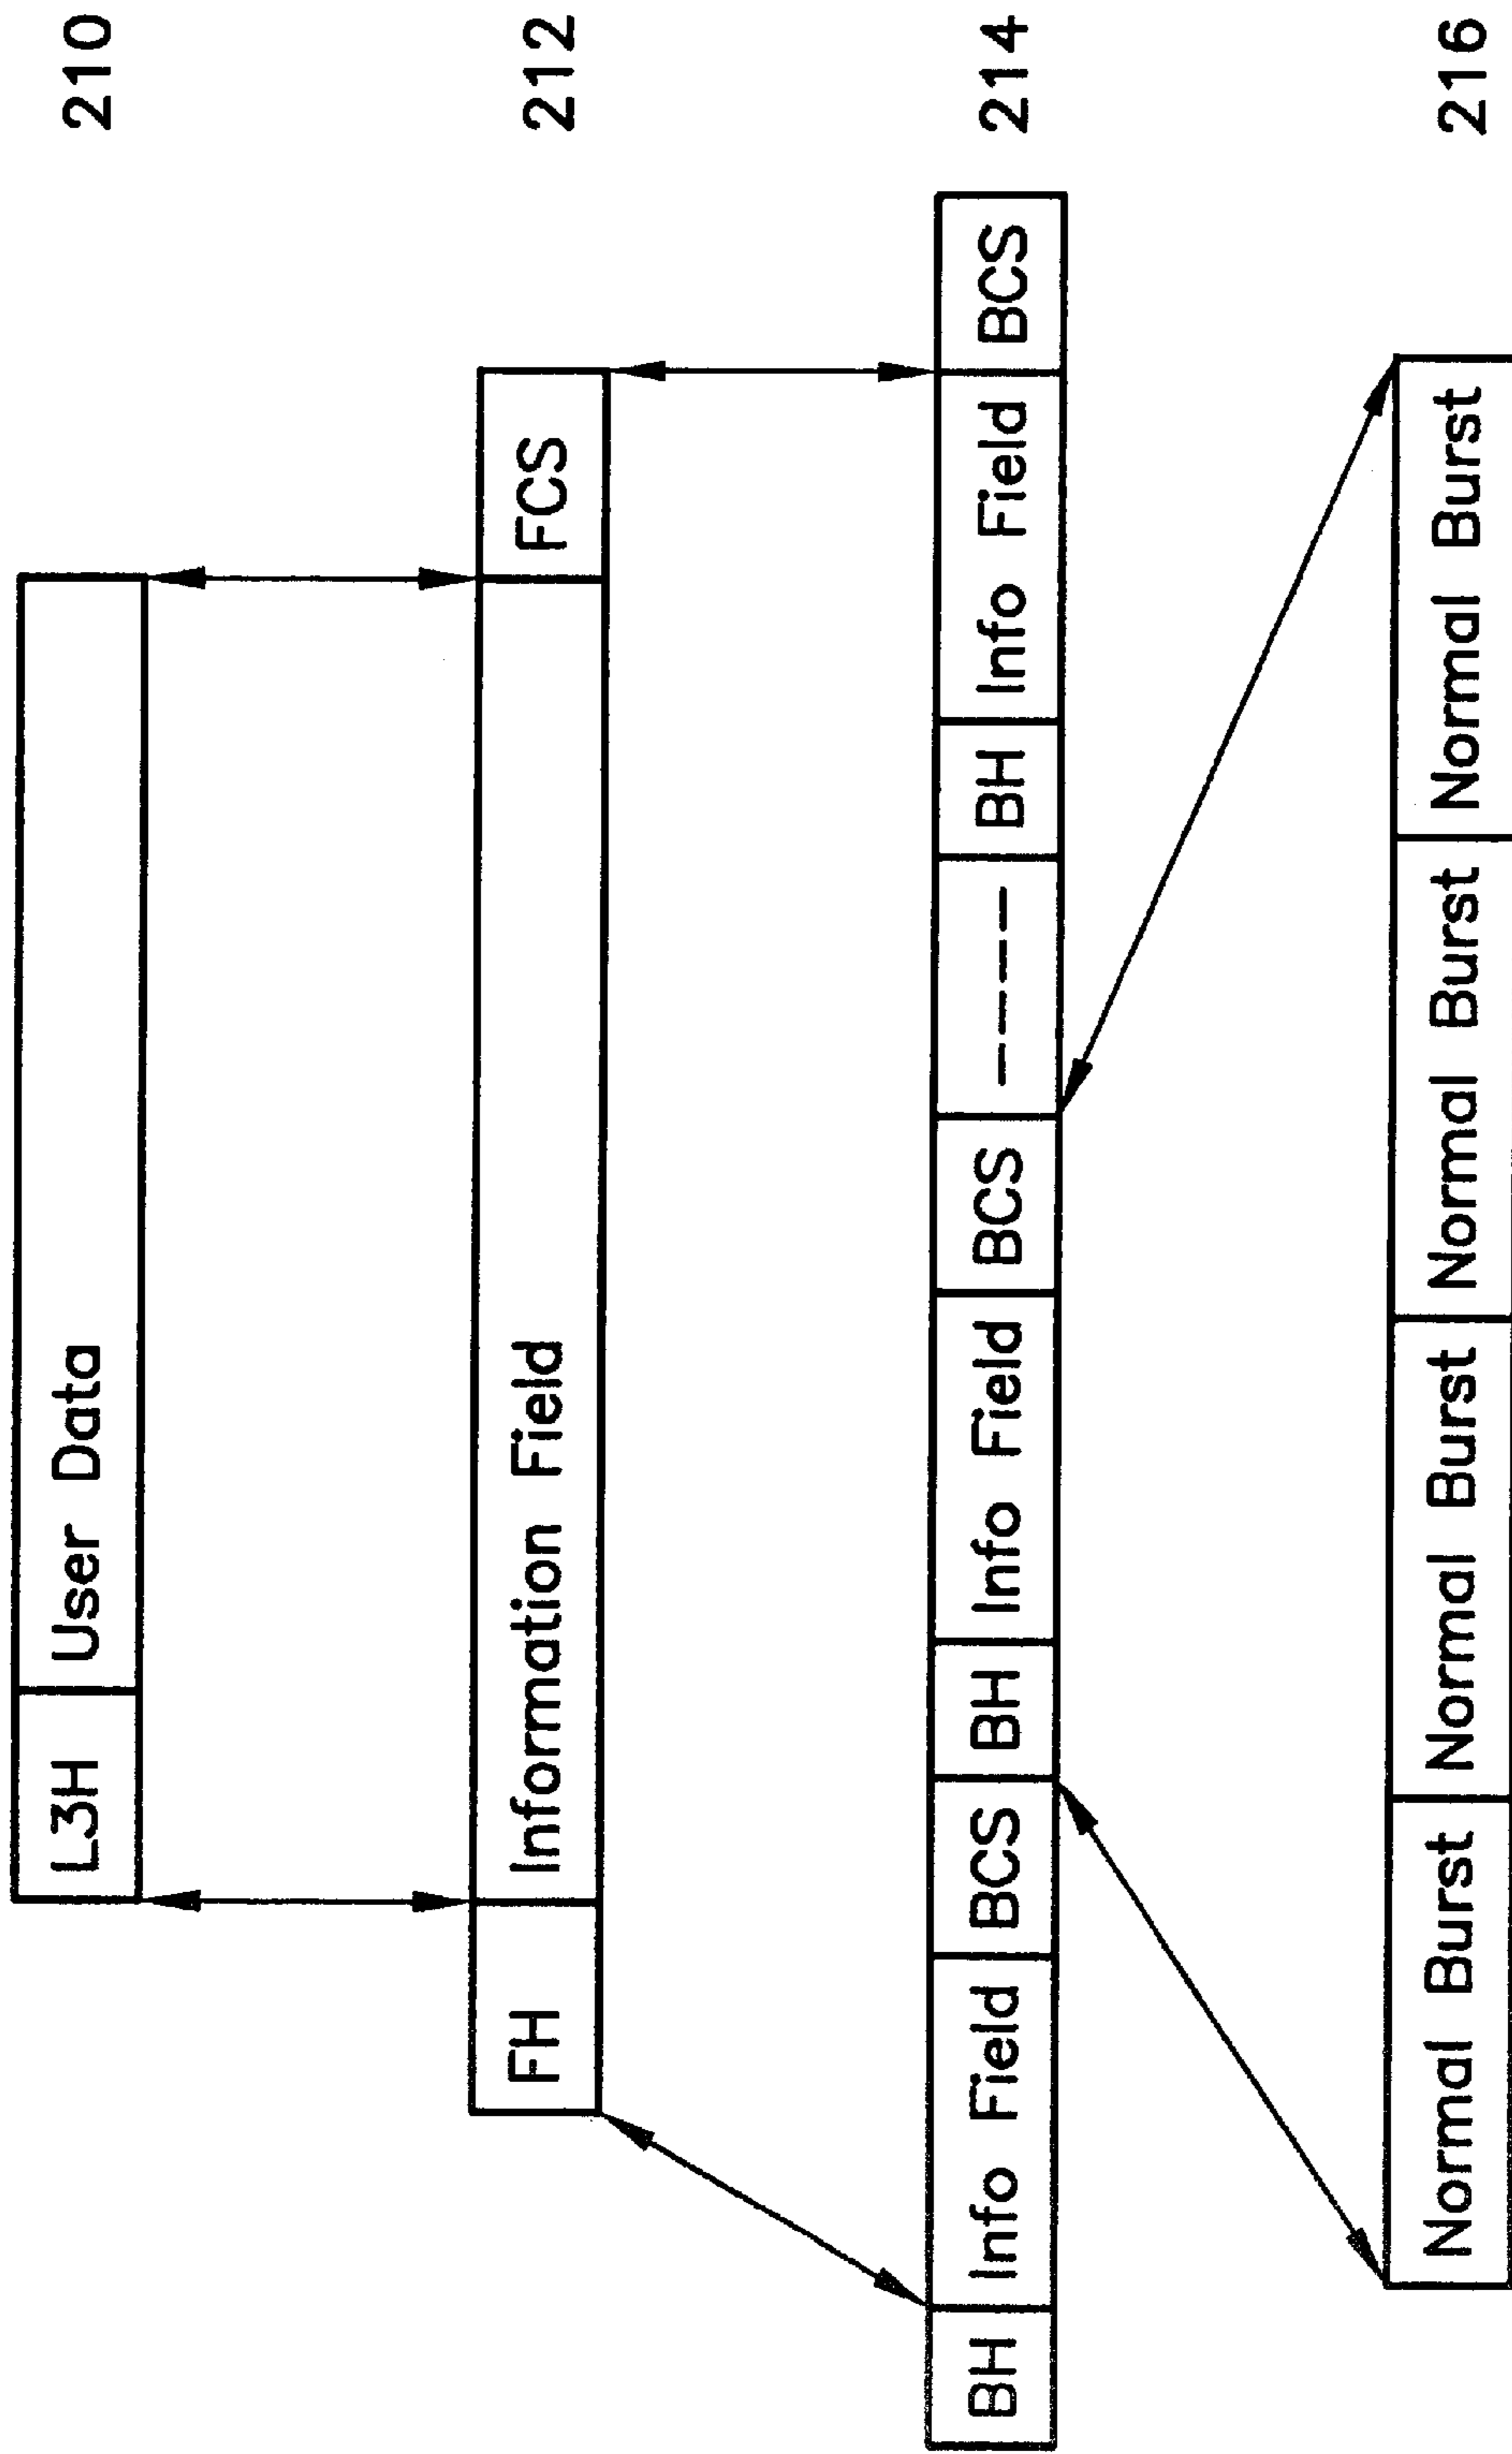 L3H User Data 210
FH Information Field FCS 212
BH Info Field BCS BH Info Field BCS ----- BH Info Field BCS 214
Normal Burst Normal Burst Normal Burst Normal Burst 216